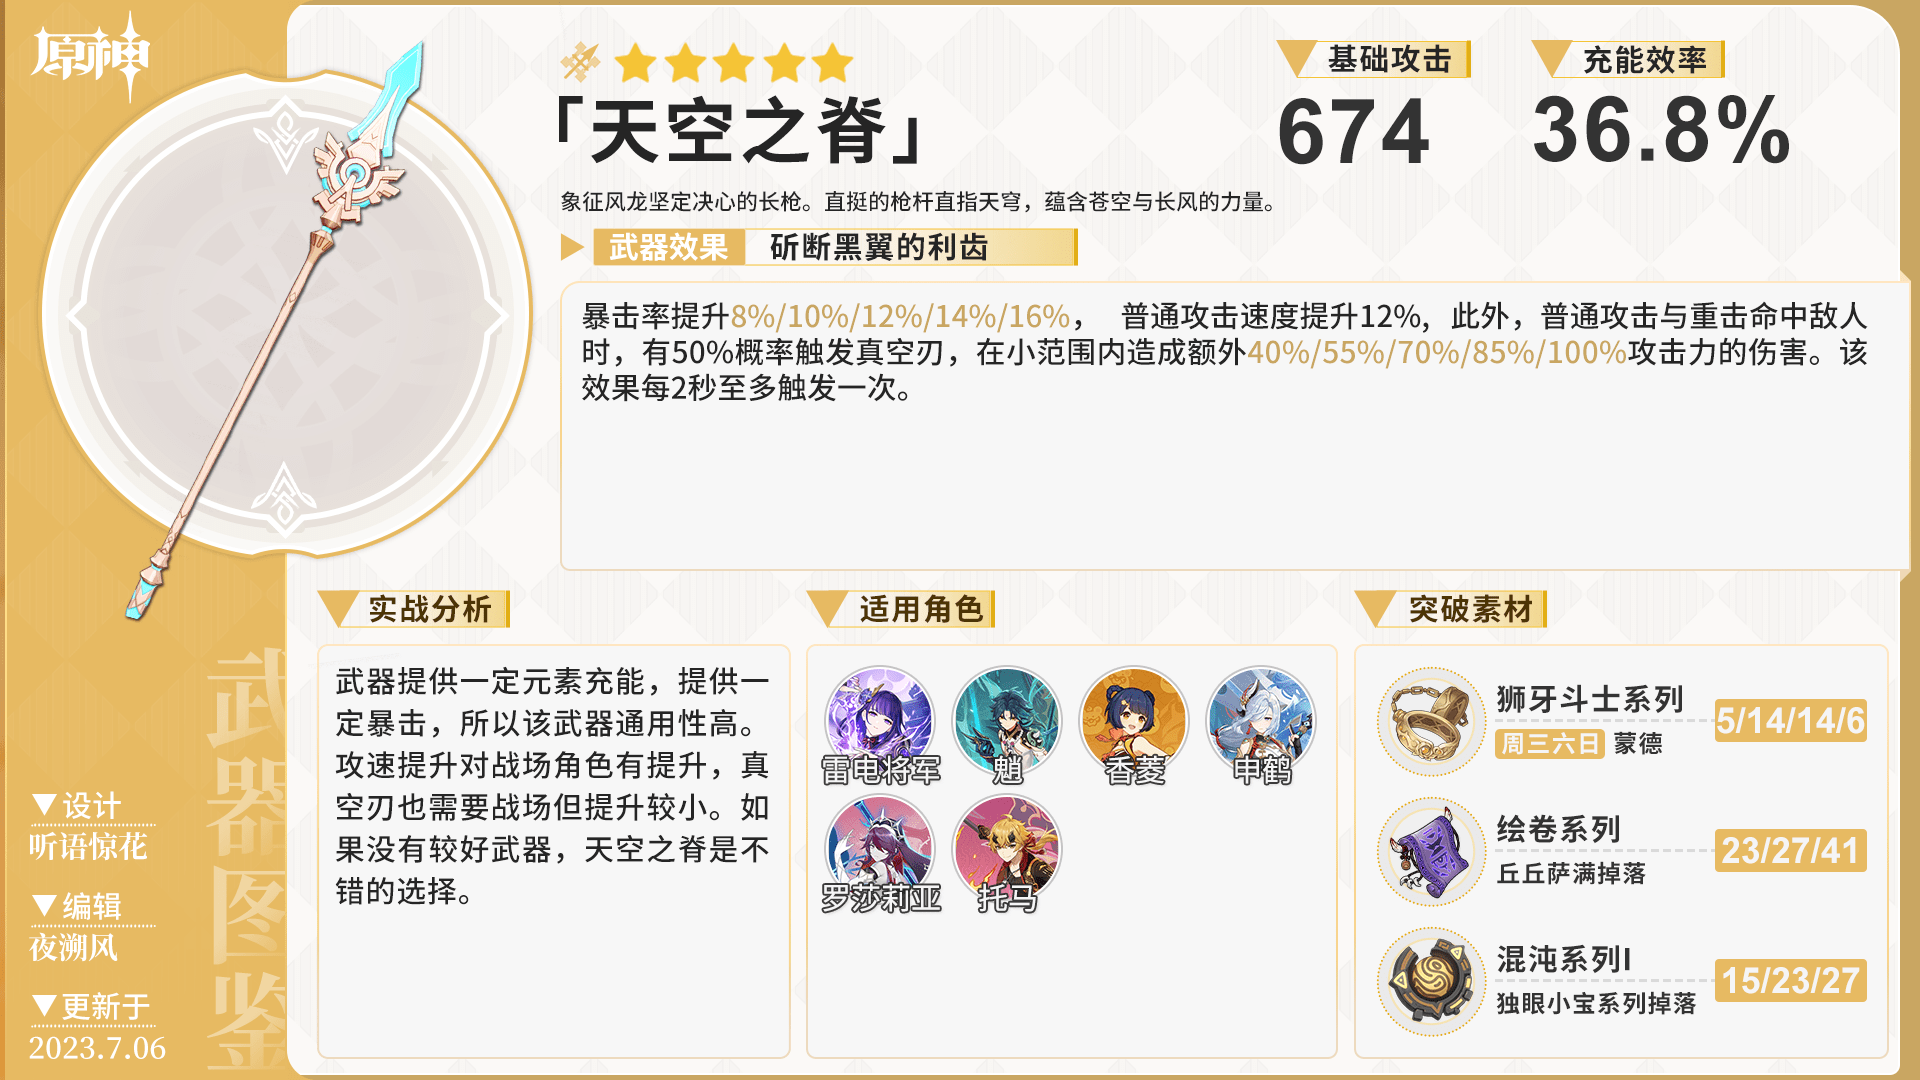 原神
「天空之脊」
基础攻击
674
充能效率
36.8%
象征风龙坚定决心的长枪。直挺的枪杆直指天穹，蕴含苍空与长风的力量。
武器效果 斫断黑翼的利齿
暴击率提升8%/10%/12%/14%/16%， 普通攻击速度提升12%，此外，普通攻击与重击命中敌人
时，有50%概率触发真空刃，在小范围内造成额外40%/55%/70%/85%/100%攻击力的伤害。该
效果每2秒至多触发一次。
实战分析
武器提供一定元素充能，提供一
定暴击，所以该武器通用性高。
攻速提升对战场角色有提升，真
空刃也需要战场但提升较小。如
果没有较好武器，天空之脊是不
错的选择。
适用角色
雷电将军
魈
香菱
申鹤
罗莎莉亚
托马
突破素材
狮牙斗士系列
周三六日 蒙德
5/14/14/6
绘卷系列
丘丘萨满掉落
23/27/41
混沌系列I
独眼小宝系列掉落
15/23/27
武器图鉴
▼设计
听语惊花
▼编辑
夜溯风
▼更新于
2023.7.06